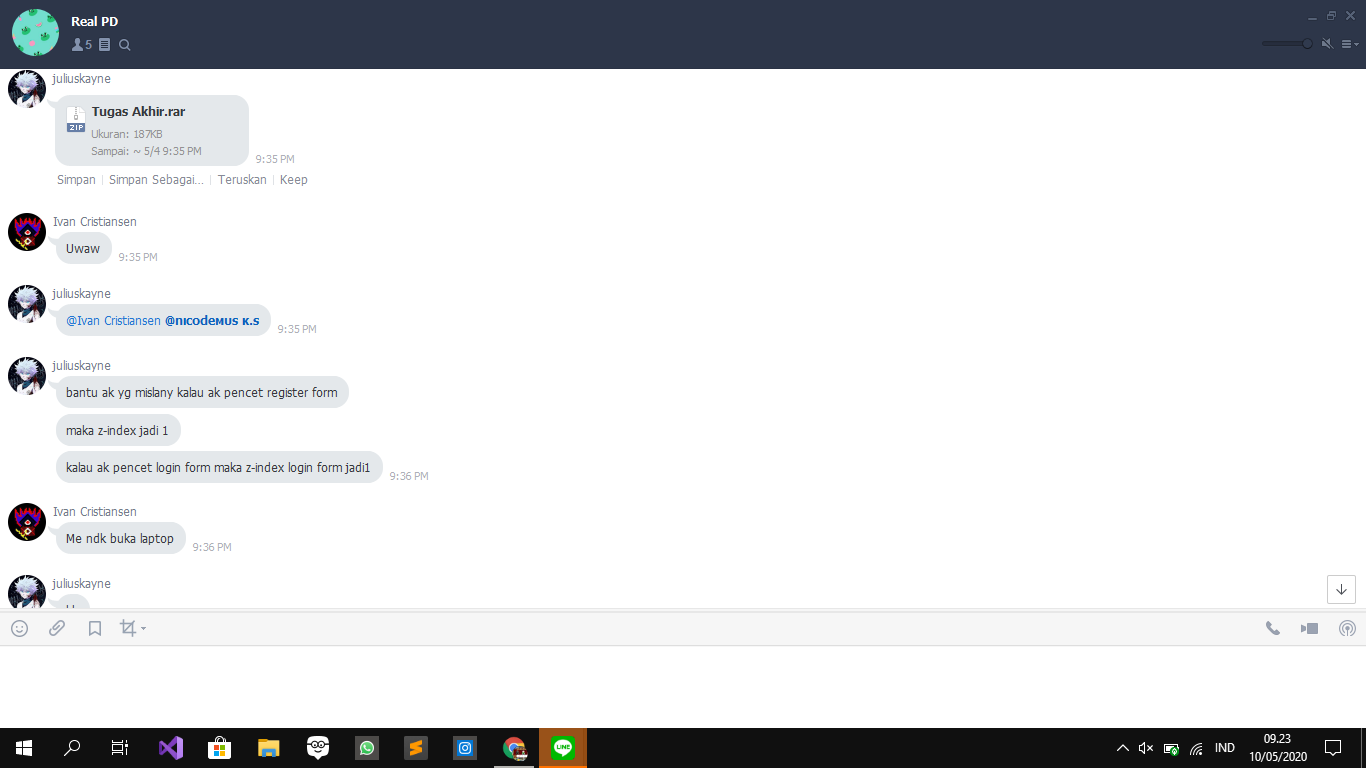 Real PD
5
juliuskayne
Tugas Akhir.rar
ZIP
Ukuran: 187KB
Sampai: ~ 5/4 9:35 PM
9:35 PM
Simpan | Simpan Sebagai... | Teruskan | Keep
Ivan Cristiansen
Uwaw
9:35 PM
juliuskayne
@Ivan Cristiansen @nιcodeмυѕ ĸ.ѕ
9:35 PM
juliuskayne
bantu ak yg mislany kalau ak pencet register form
maka z-index jadi 1
kalau ak pencet login form maka z-index login form jadi1
9:36 PM
Ivan Cristiansen
Me ndk buka laptop
9:36 PM
juliuskayne
LINE
IND
09.23
10/05/2020